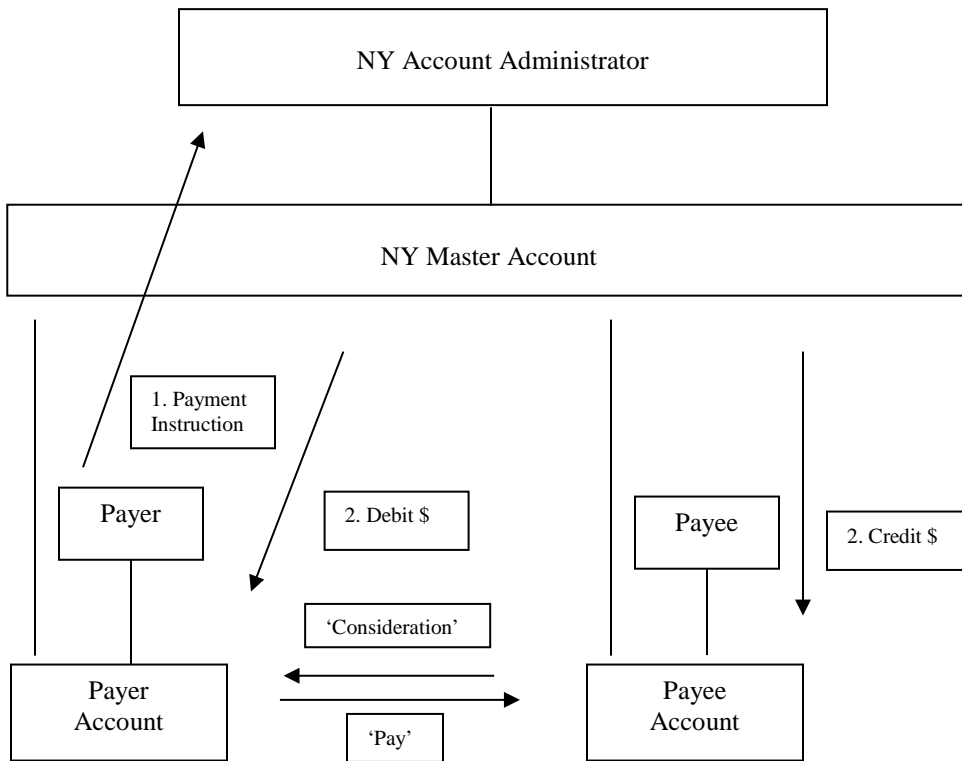 NY Account Administrator
NY Master Account
1. Payment
Instruction
Payer
2. Debit $
Payee
2. Credit $
‘Consideration’
Payer
Account
Payee
Account
‘Pay’